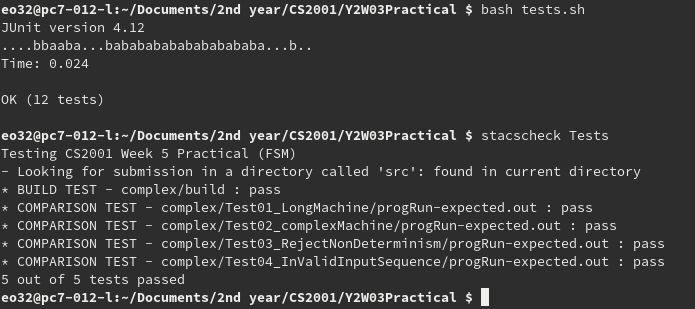 eo32@pc7-012-l:~/Documents/2nd year/CS2001/Y2W03Practical $ bash tests.sh
JUnit version 4.12
....bbaaba...babababababababababa...b..
Time: 0.024
OK (12 tests)
eo32@pc7-012-l:~/Documents/2nd year/CS2001/Y2W03Practical $ stacscheck Tests
Testing CS2001 Week 5 Practical (FSM)
- Looking for submission in a directory called 'src': found in current directory
* BUILD TEST - complex/build : pass
* COMPARISON TEST - complex/Test01_LongMachine/progRun-expected.out : pass
* COMPARISON TEST - complex/Test02_complexMachine/progRun-expected.out : pass
* COMPARISON TEST - complex/Test03_RejectNonDeterminism/progRun-expected.out : pass
* COMPARISON TEST - complex/Test04_InValidInputSequence/progRun-expected.out : pass
5 out of 5 tests passed
eo32@pc7-012-l:~/Documents/2nd year/CS2001/Y2W03Practical $